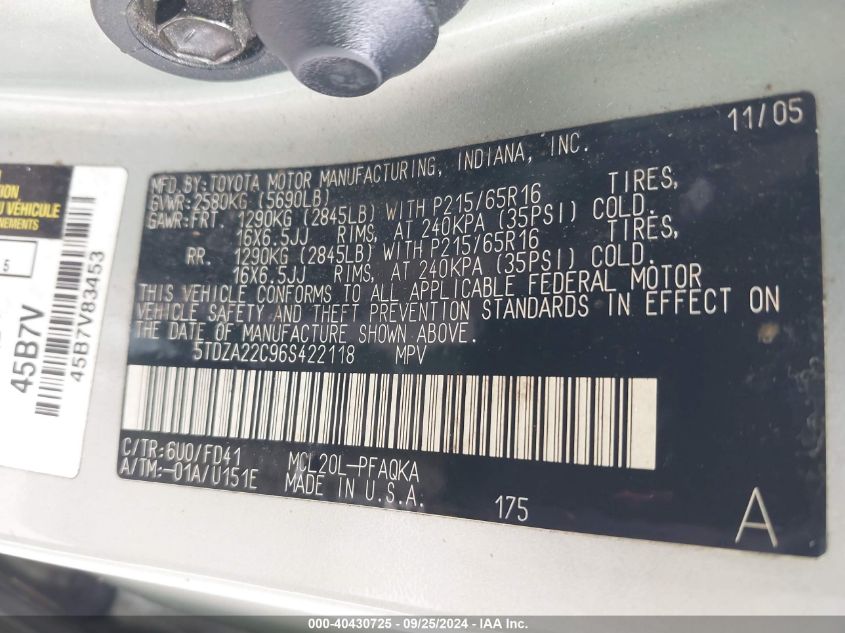 11/05
MFD.BY:TOYOTA MOTOR MANUFACTURING, INDIANA, INC.
GVWR:2580KG (5690LB)
GAWR:FRT. 1290KG (2845LB) WITH P215/65R16 TIRES,
16X6.5JJ RIMS, AT 240KPA (35PSI) COLD.
RR. 1290KG (2845LB) WITH P215/65R16 TIRES,
16X6.5JJ RIMS, AT 240KPA (35PSI) COLD.
THIS VEHICLE CONFORMS TO ALL APPLICABLE FEDERAL MOTOR
VEHICLE SAFETY AND THEFT PREVENTION STANDARDS IN EFFECT ON
THE DATE OF MANUFACTURE SHOWN ABOVE.
5TDZA22C96S422118 MPV
C/TR:6U0/FD41 MCL20L-PFAQKA
A/TM:-01A/U151E MADE IN U.S.A.
175
A
VÉHICULE
5
45B7V
45B7V83453
000-40430725 - 09/25/2024 - IAA Inc.